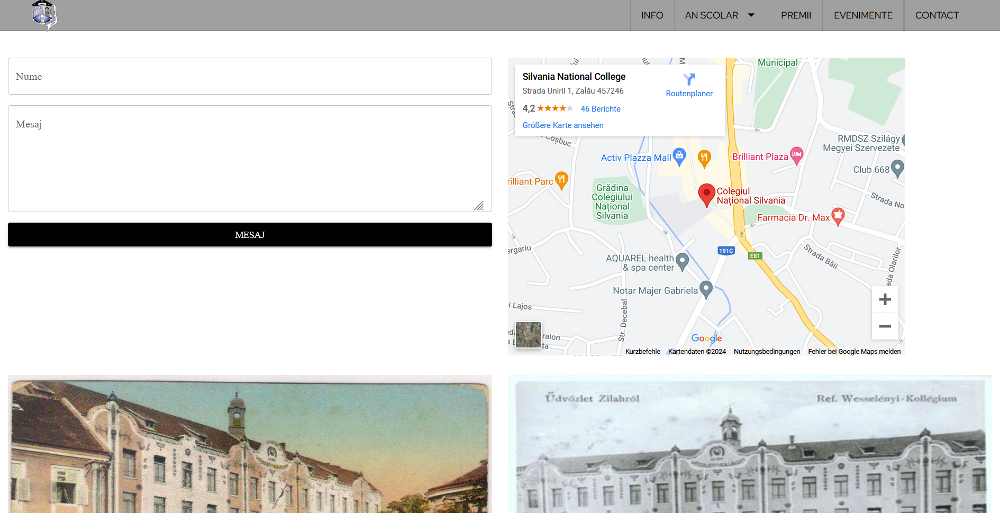 INFO
AN SCOLAR
PREMII
EVENIMENTE
CONTACT
Nume
Mesaj
MESAJ
Silvania National College
Strada Unirii 1, Zalău 457246
4,2
46 Berichte
Größere Karte ansehen
Routenplaner
Municipal
Coșbuc
RMDSZ Szilágy
Megyei Szervezete
Activ Plazza Mall
Brilliant Plaza
Club 668
rilliant Parc
Grădina
Colegiului
Național
Silvania
Colegiul
Național Silvania
Strada No
Farmacia Dr. Max
ergariu
191C
E81
Strada Băii
ada Olarilor
AQUAREL health
& spa center
Notar Majer Gabriela
i Lajos
Str. Decebal
raion
Google
Kurzbefehle
Kartendaten ©2024
Nutzungsbedingungen
Fehler bei Google Maps melden
Üdvözlet Zilahról
Ref. Wesselényi-Kollégium